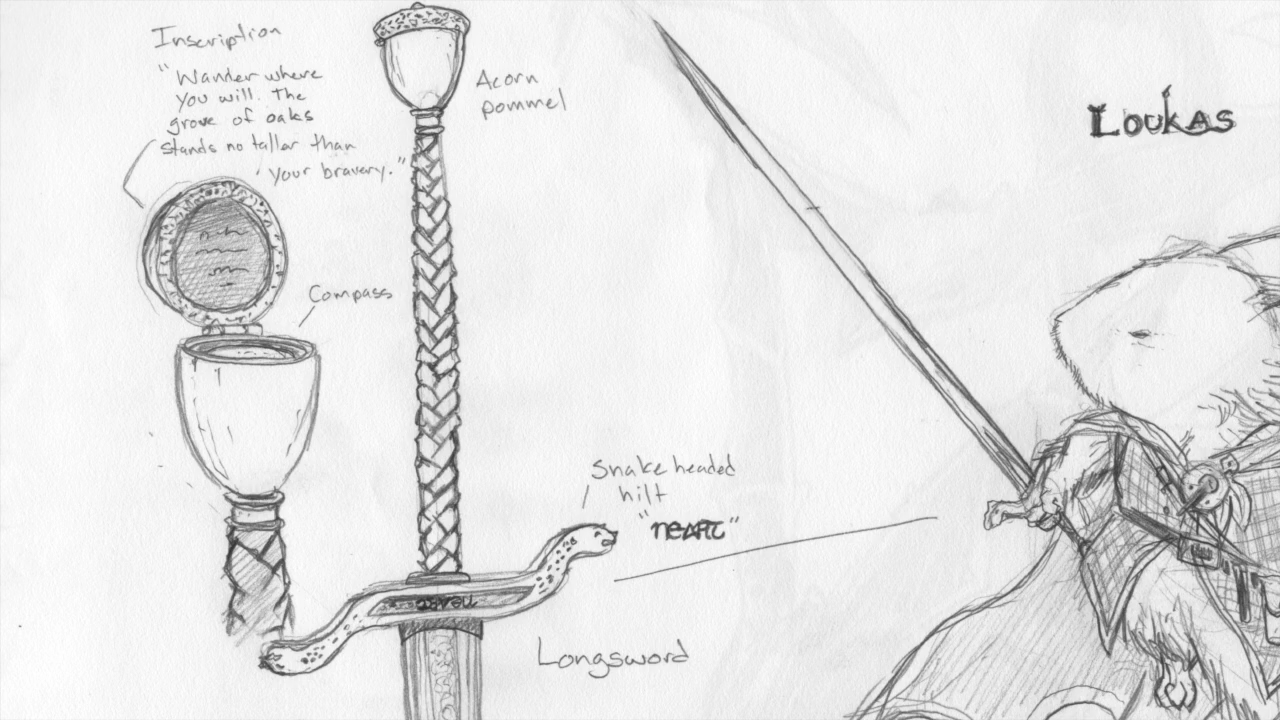 Inscription
"Wander where
you will. The
grove of oaks
stands no taller than
your bravery."
Acorn
pommel
Compass
Snake headed
hilt
"neart"
Longsword
Loukas